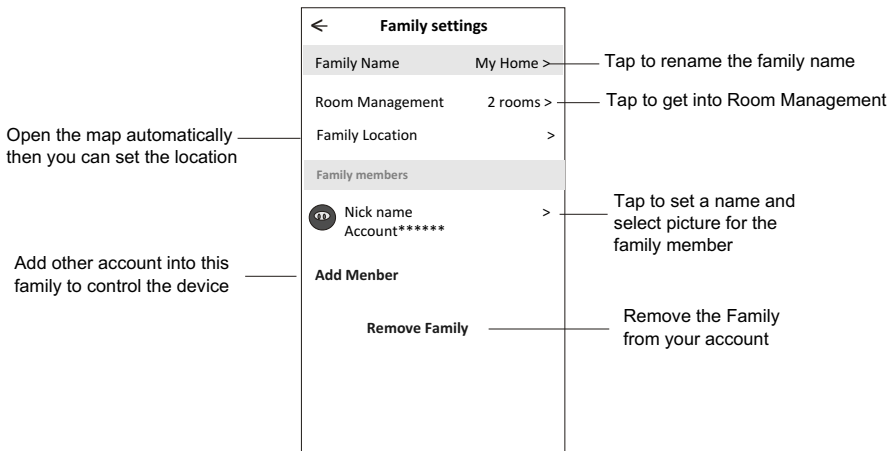 Family settings
Family Name My Home >
Tap to rename the family name
Room Management 2 rooms >
Tap to get into Room Management
Open the map automatically
then you can set the location
Family Location >
Family members
Nick name >
Account******
Tap to set a name and
select picture for the
family member
Add other account into this
family to control the device
Add Menber
Remove Family
Remove the Family
from your account